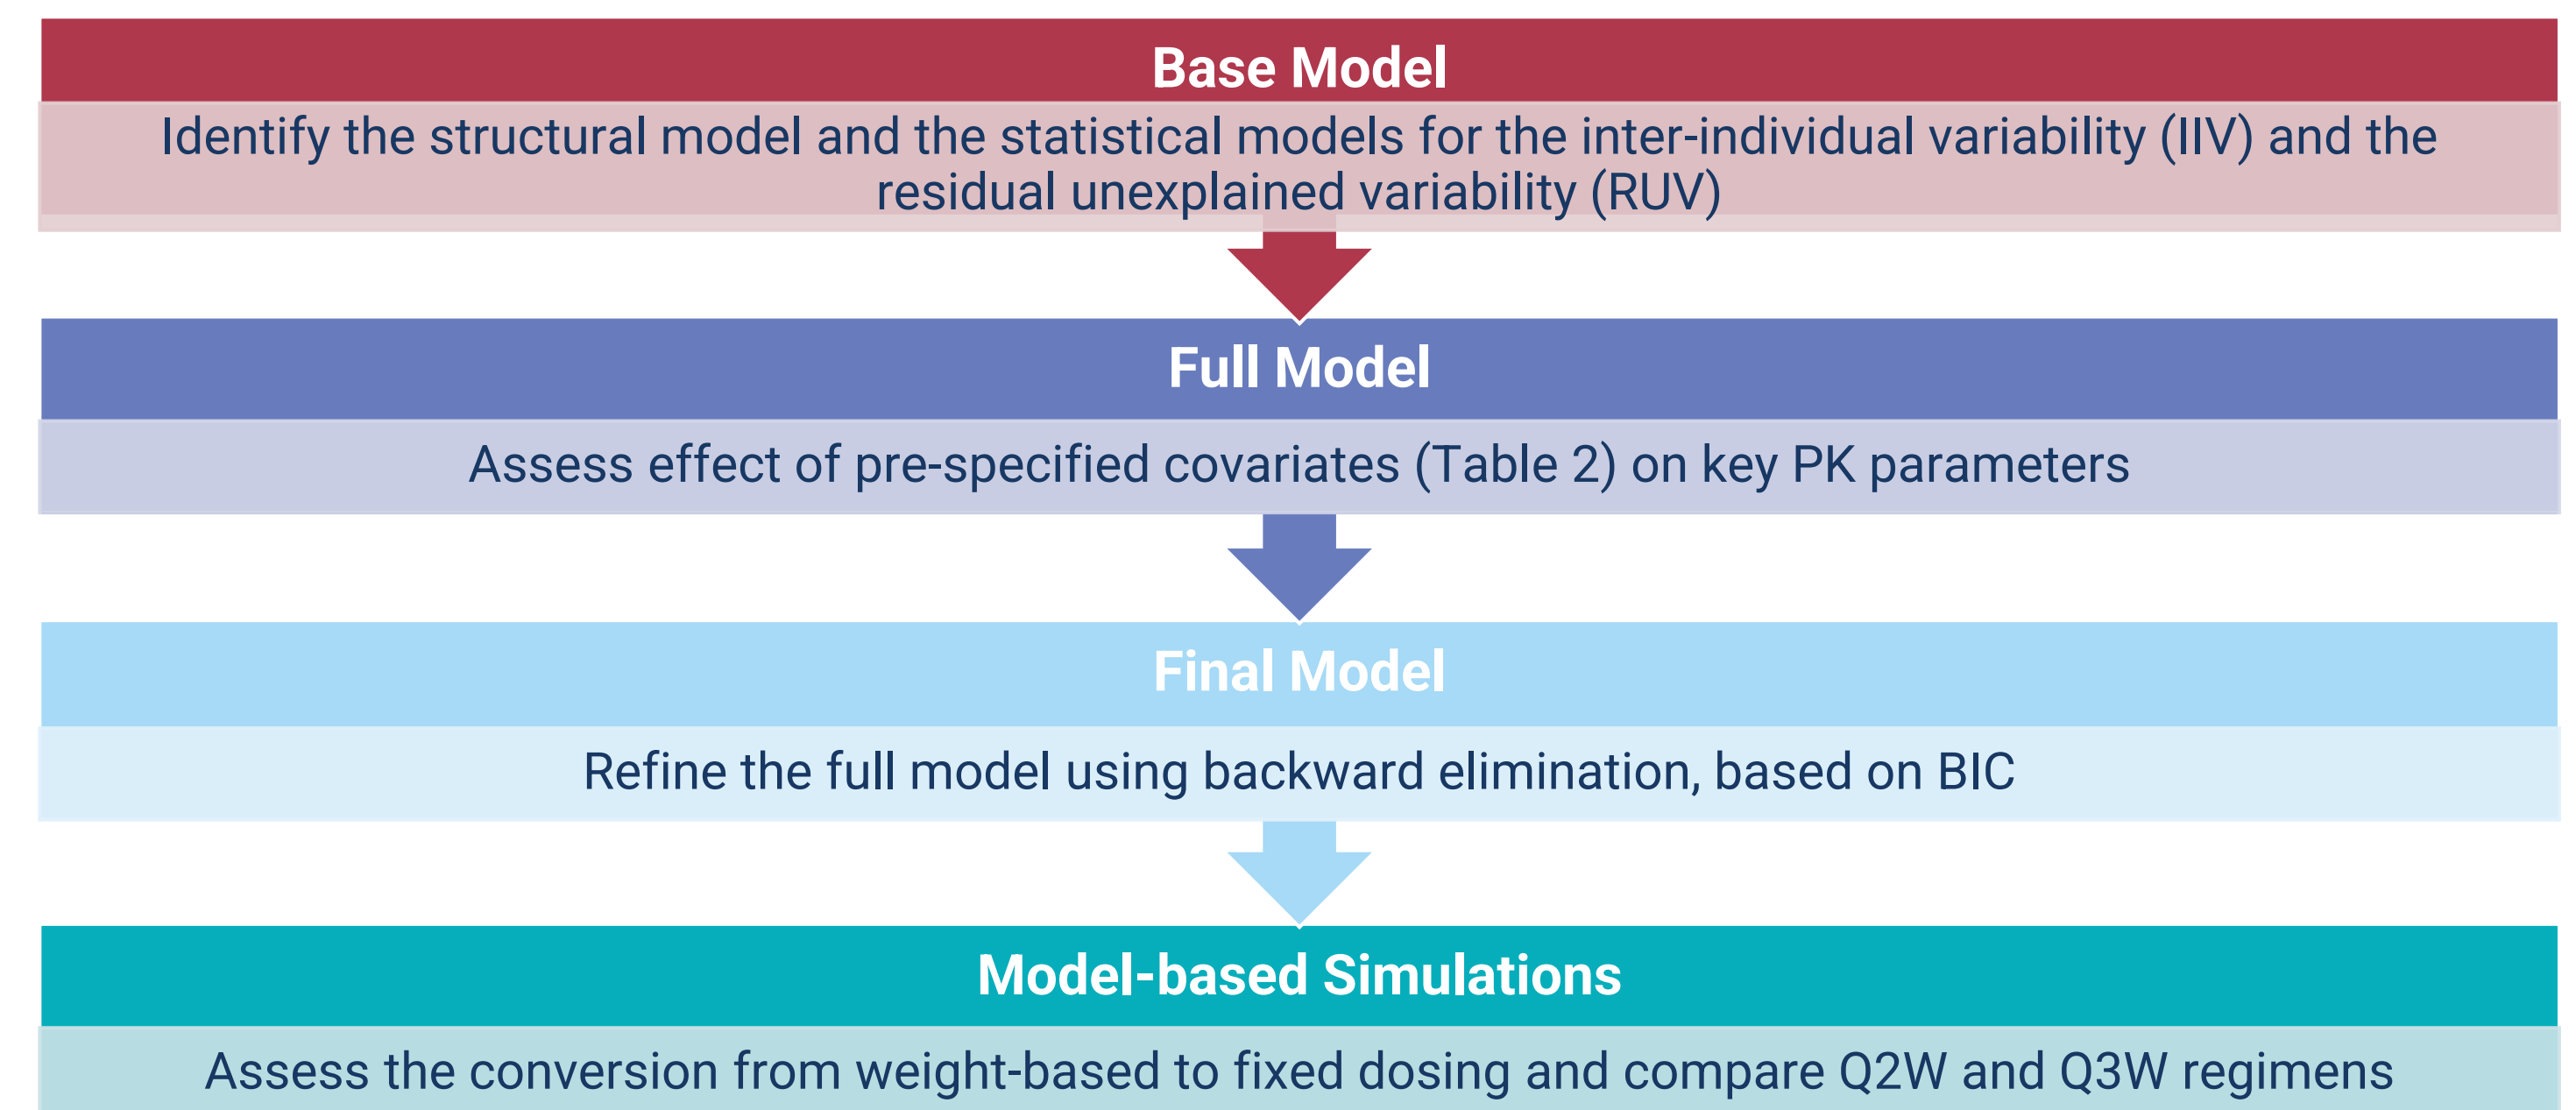 Base Model
Identify the structural model and the statistical models for the inter-individual variability (IIV) and the
residual unexplained variability (RUV)
Full Model
Assess effect of pre-specified covariates (Table 2) on key PK parameters
Final Model
Refine the full model using backward elimination, based on BIC
Model-based Simulations
Assess the conversion from weight-based to fixed dosing and compare Q2W and Q3W regimens